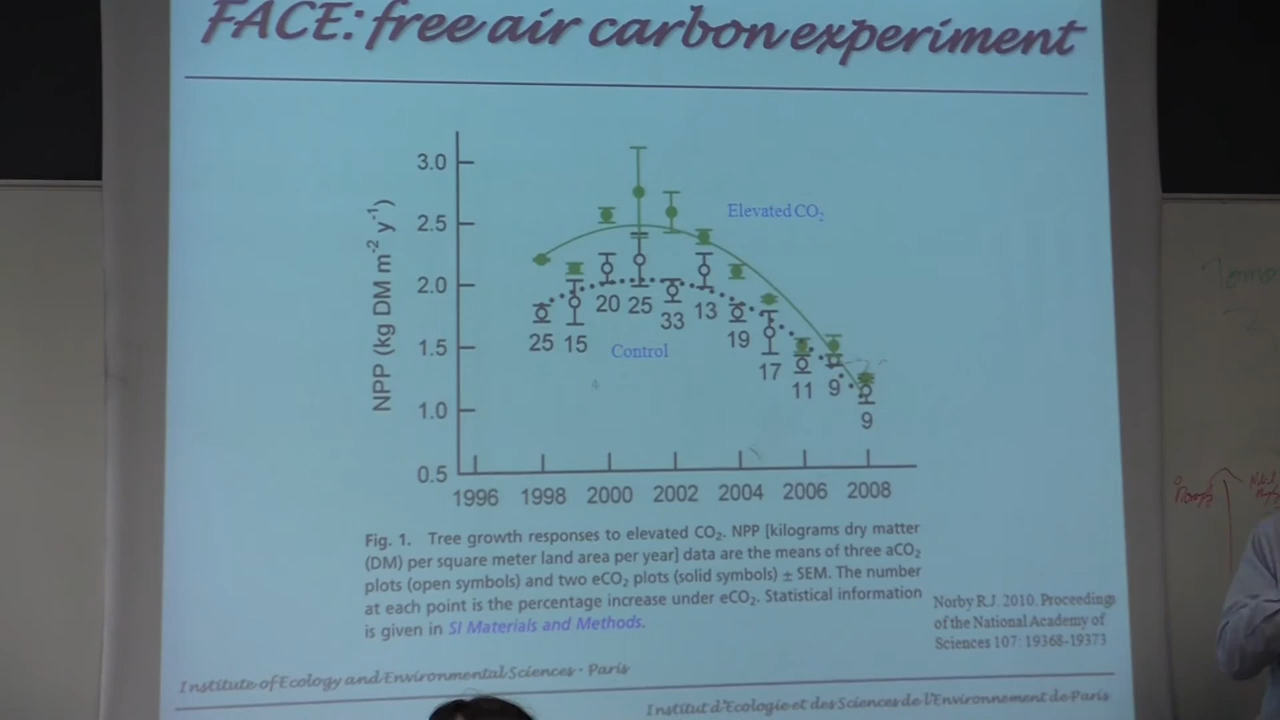 FACE: free air carbon experiment
NPP (kg DM m⁻² y⁻¹)
3.0
2.5
2.0
1.5
1.0
0.5
Elevated CO₂
Control
25 15 20 25 33 13 19 17 11 9 9
1996 1998 2000 2002 2004 2006 2008
Fig. 1. Tree growth responses to elevated CO₂. NPP [kilograms dry matter
(DM) per square meter land area per year] data are the means of three aCO₂
plots (open symbols) and two eCO₂ plots (solid symbols) ± SEM. The number
at each point is the percentage increase under eCO₂. Statistical information
is given in SI Materials and Methods.
Norby R.J. 2010. Proceedings
of the National Academy of
Sciences 107: 19368-19373
Institute of Ecology and Environmental Sciences - Paris
Institut d'Ecologie et des Sciences de l'Environnement de Paris